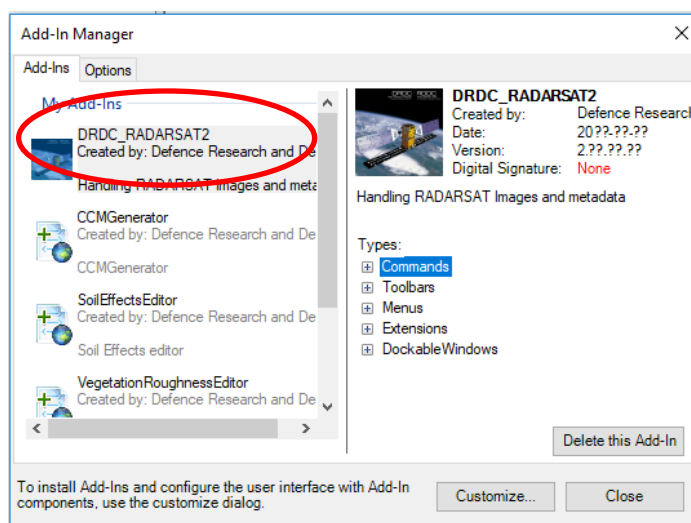 Add-In Manager
Add-Ins Options
My Add-Ins
DRDC_RADARSAT2
Created by: Defence Research and De
Handling RADARSAT Images and meta
CCMGenerator
Created by: Defence Research and De
CCMGenerator
SoilEffectsEditor
Created by: Defence Research and De
Soil Effects editor
VegetationRoughnessEditor
Created by: Defence Research and De
DRDC RDDC
DRDC_RADARSAT2
Created by: Defence Research
Date: 20??-??-??
Version: 2.??.??.??
Digital Signature: None
Handling RADARSAT Images and metadata
Types:
Commands
Toolbars
Menus
Extensions
DockableWindows
Delete this Add-In
To install Add-Ins and configure the user interface with Add-In
components, use the customize dialog.
Customize...
Close